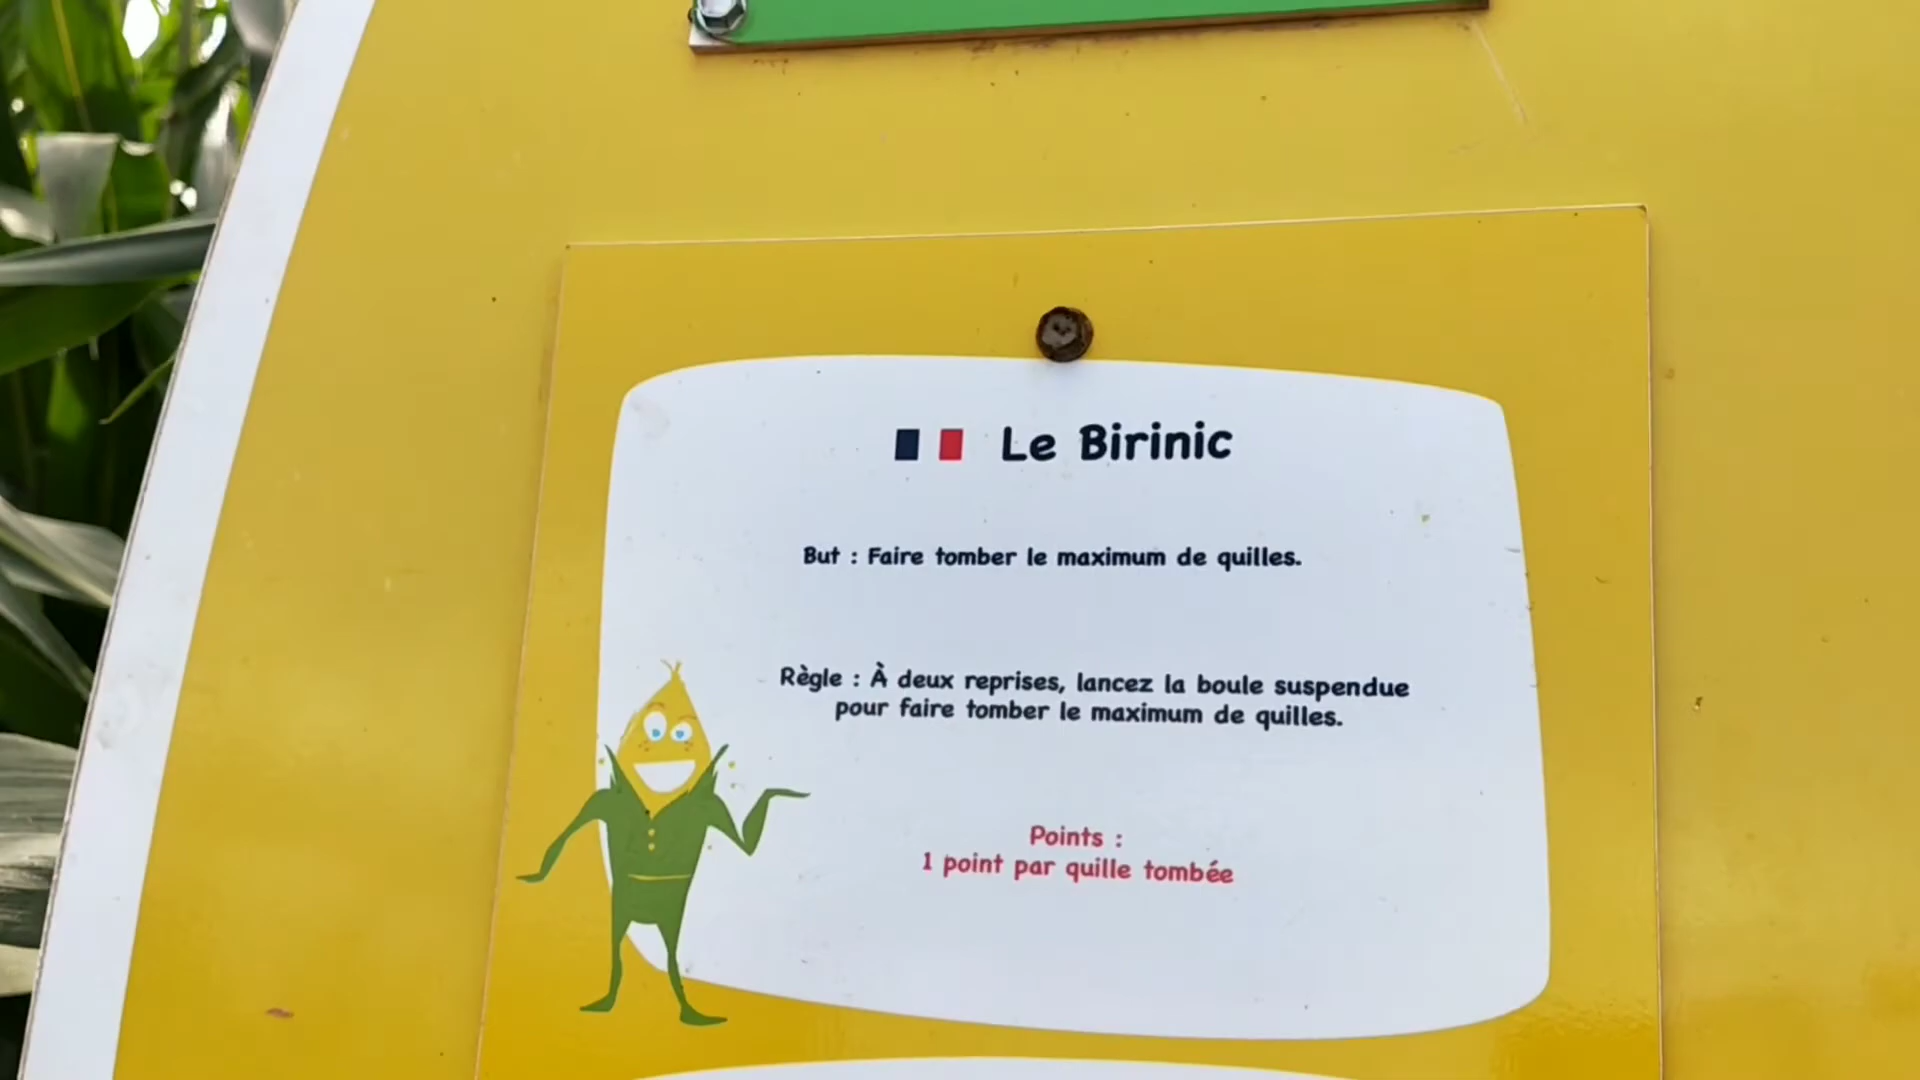 Le Birinic
But : Faire tomber le maximum de quilles.
Règle : À deux reprises, lancez la boule suspendue
pour faire tomber le maximum de quilles.
Points :
1 point par quille tombée